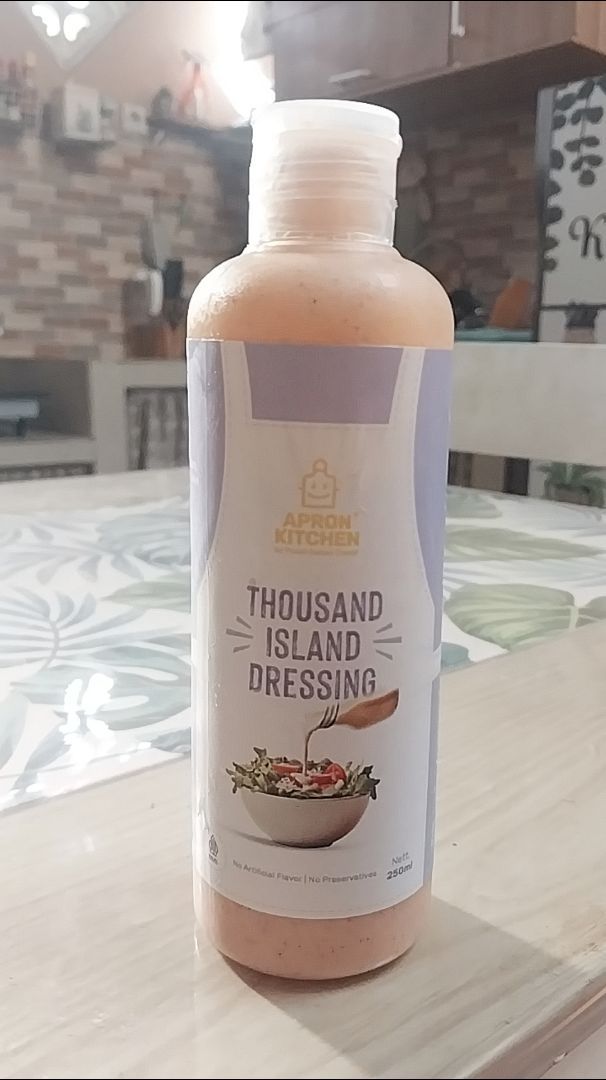 APRON
KITCHEN
THOUSAND
ISLAND
DRESSING
No Artificial Flavor | No Preservatives
Nett.
250ml
K